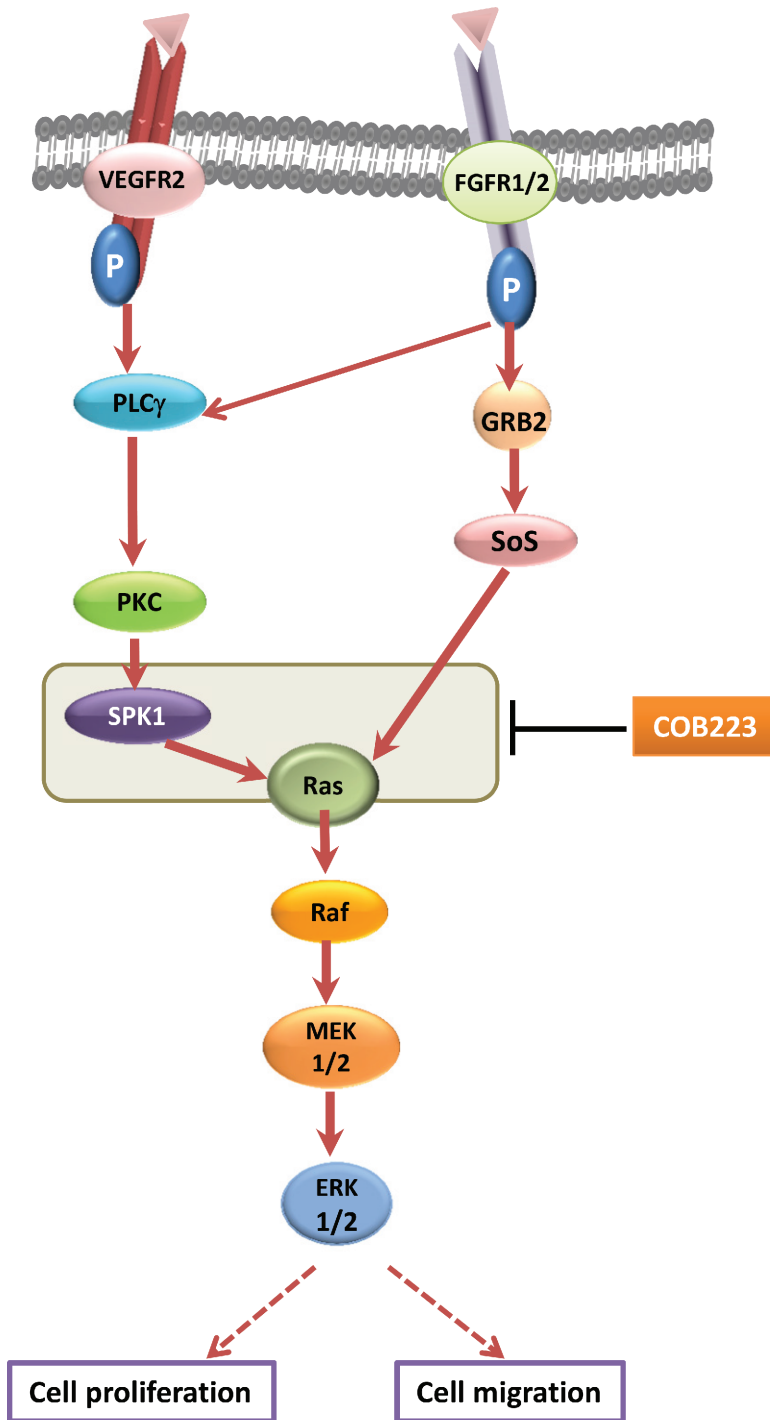 VEGFR2
FGFR1/2
P
P
PLCγ
GRB2
SoS
PKC
SPK1
COB223
Ras
Raf
MEK
1/2
ERK
1/2
Cell proliferation
Cell migration